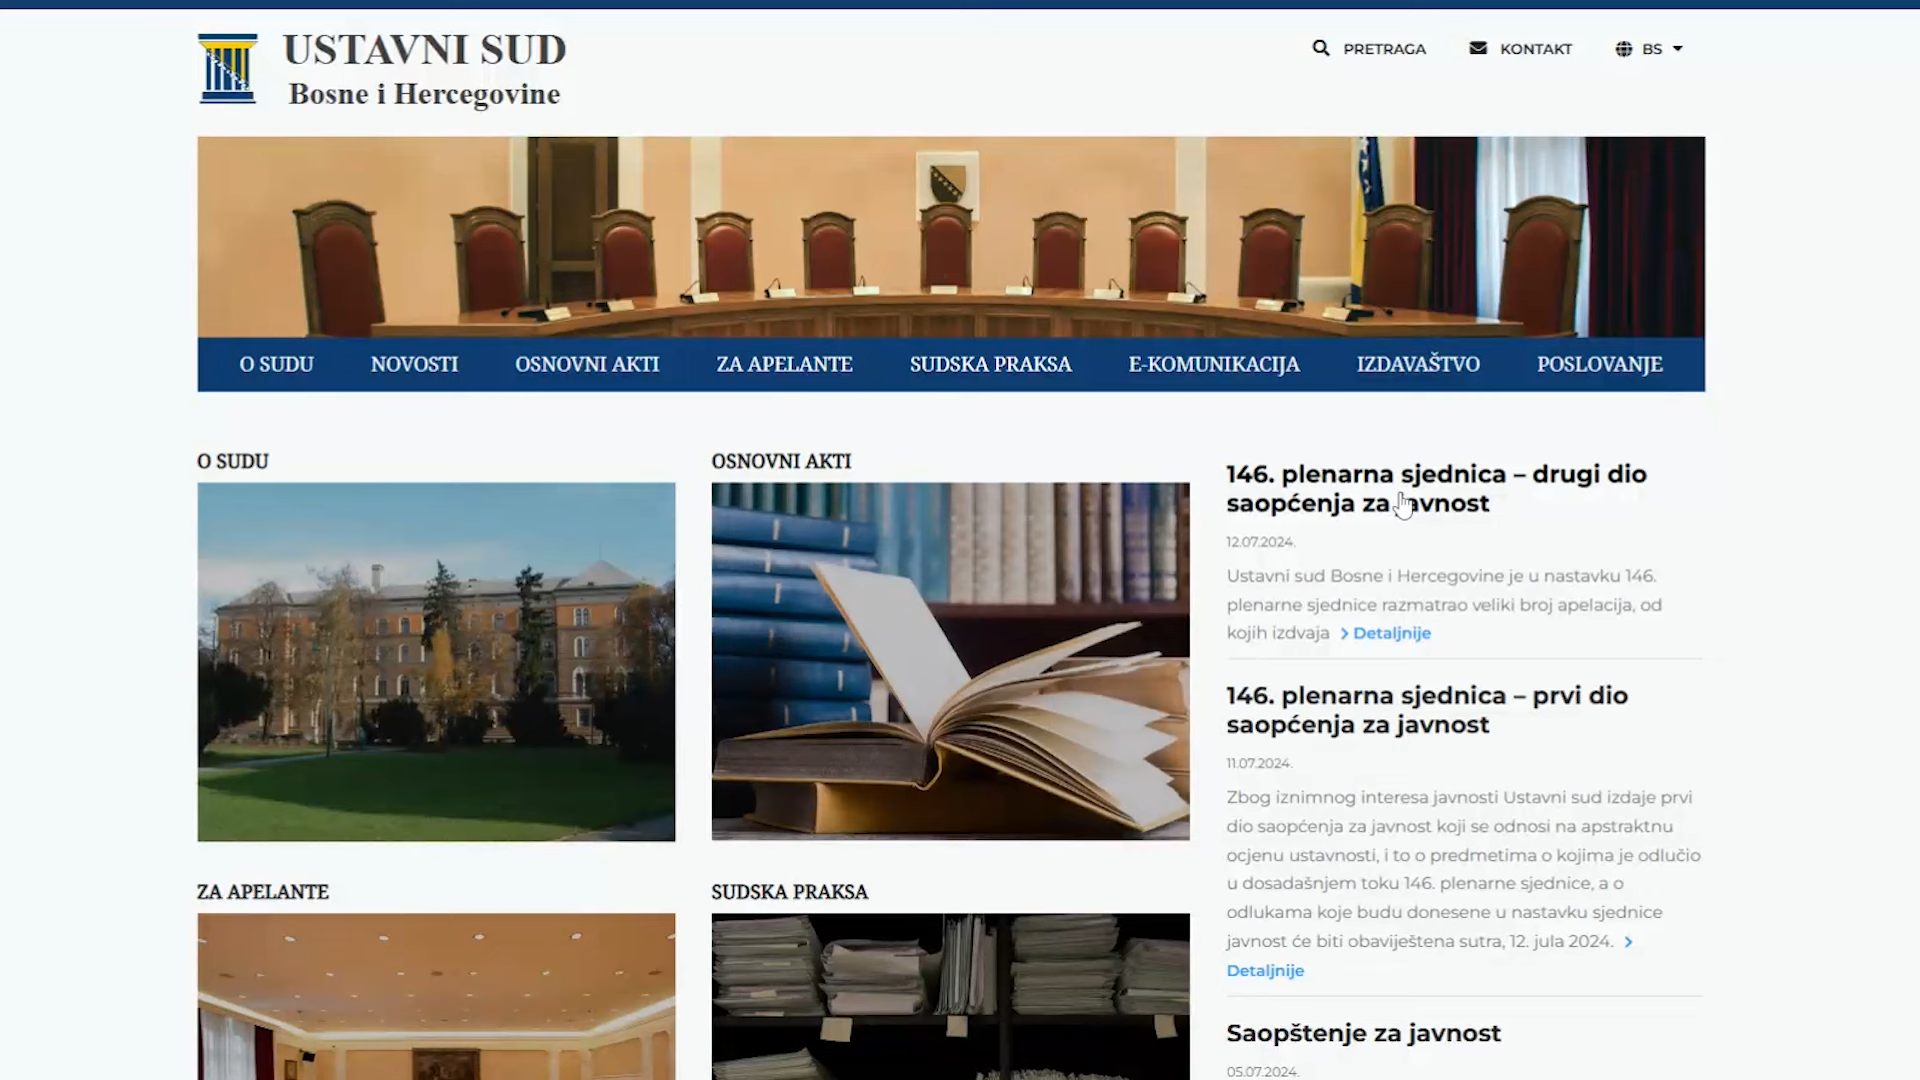 USTAVNI SUD
Bosne i Hercegovine
PRETRAGA
KONTAKT
BS
O SUDU
NOVOSTI
OSNOVNI AKTI
ZA APELANTE
SUDSKA PRAKSA
E-KOMUNIKACIJA
IZDAVAŠTVO
POSLOVANJE
O SUDU
OSNOVNI AKTI
ZA APELANTE
SUDSKA PRAKSA
146. plenarna sjednica – drugi dio
saopćenja za javnost
12.07.2024.
Ustavni sud Bosne i Hercegovine je u nastavku 146.
plenarne sjednice razmatrao veliki broj apelacija, od
kojih izdvaja > Detaljnije
146. plenarna sjednica – prvi dio
saopćenja za javnost
11.07.2024.
Zbog iznimnog interesa javnosti Ustavni sud izdaje prvi
dio saopćenja za javnost koji se odnosi na apstraktnu
ocjenu ustavnosti, i to o predmetima o kojima je odlučio
u dosadašnjem toku 146. plenarne sjednice, a o
odlukama koje budu donesene u nastavku sjednice
javnost će biti obaviještena sutra, 12. jula 2024. >
Detaljnije
Saopštenje za javnost
05.07.2024.